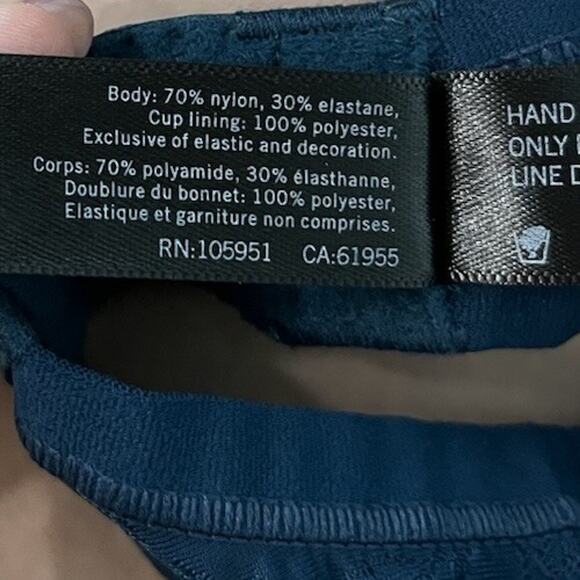 Body: 70% nylon, 30% elastane,
Cup lining: 100% polyester,
Exclusive of elastic and decoration.
Corps: 70% polyamide, 30% élasthanne,
Doublure du bonnet: 100% polyester,
Elastique et garniture non comprises.
RN:105951 CA:61955
HAND
ONLY
LINE D